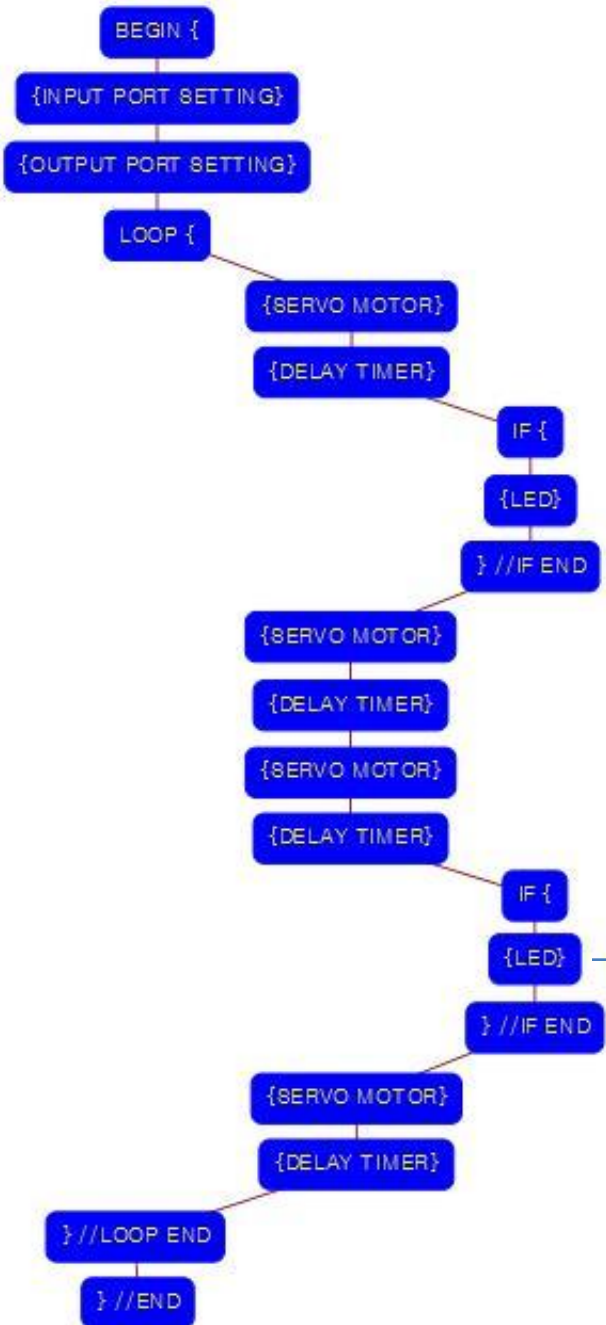 BEGIN {
{INPUT PORT SETTING}
{OUTPUT PORT SETTING}
LOOP {
{SERVO MOTOR}
{DELAY TIMER}
IF {
{LED}
} //IF END
{SERVO MOTOR}
{DELAY TIMER}
{SERVO MOTOR}
{DELAY TIMER}
IF {
{LED}
} //IF END
{SERVO MOTOR}
{DELAY TIMER}
} //LOOP END
} //END